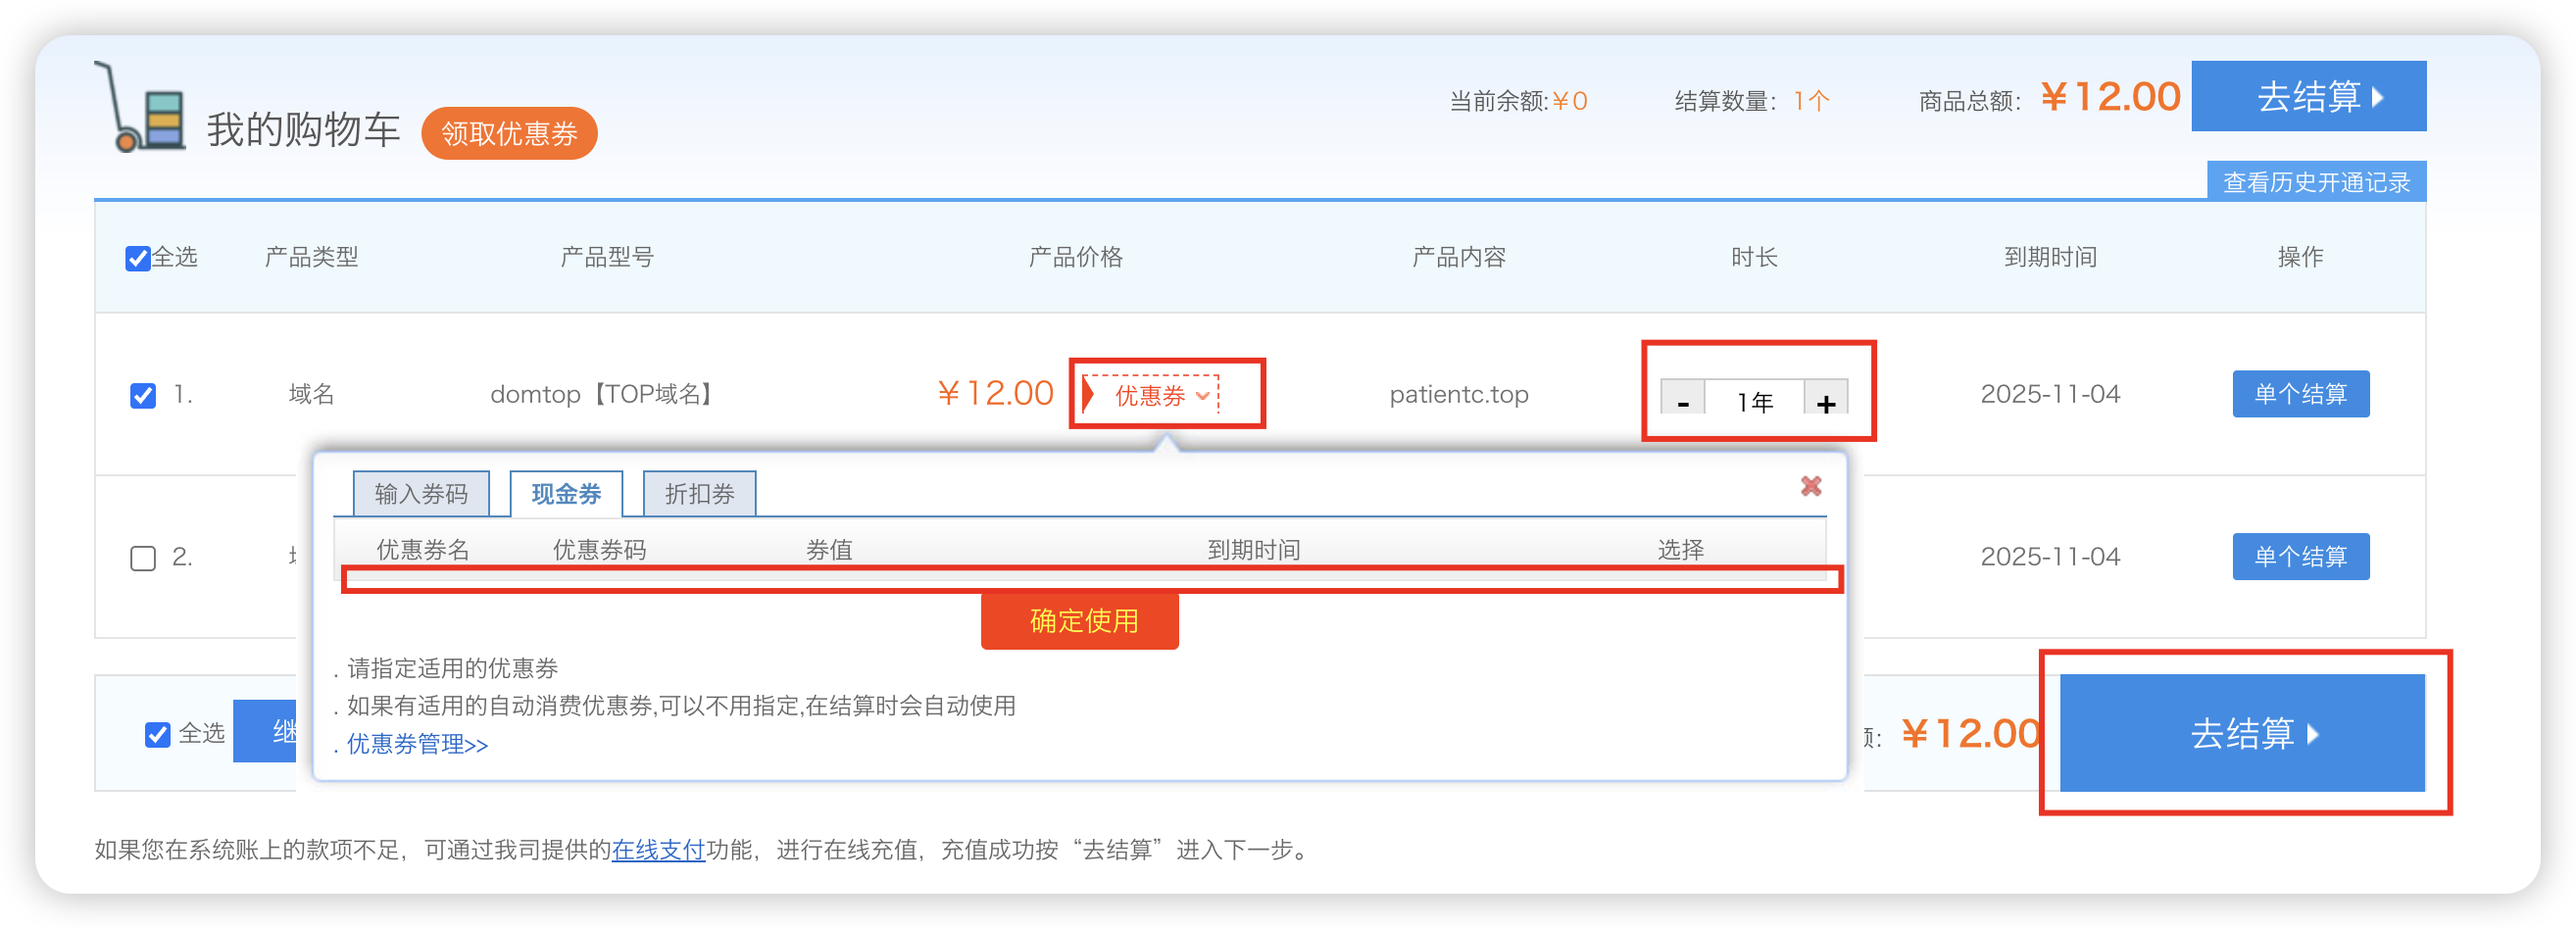 我的购物车 领取优惠券 当前余额:¥0 结算数量：1个 商品总额：¥12.00 去结算
查看历史开通记录
全选 产品类型 产品型号 产品价格 产品内容 时长 到期时间 操作
1. 域名 domtop【TOP域名】 ¥12.00 优惠券 patientc.top - 1年 + 2025-11-04 单个结算
输入券码 现金券 折扣券
优惠券名 优惠券码 券值 到期时间 选择
2. 2025-11-04 单个结算
确定使用
. 请指定适用的优惠券
. 如果有适用的自动消费优惠券,可以不用指定,在结算时会自动使用
. 优惠券管理>>
全选 继 ¥12.00 去结算
如果您在系统账上的款项不足，可通过我司提供的在线支付功能，进行在线充值，充值成功按“去结算”进入下一步。